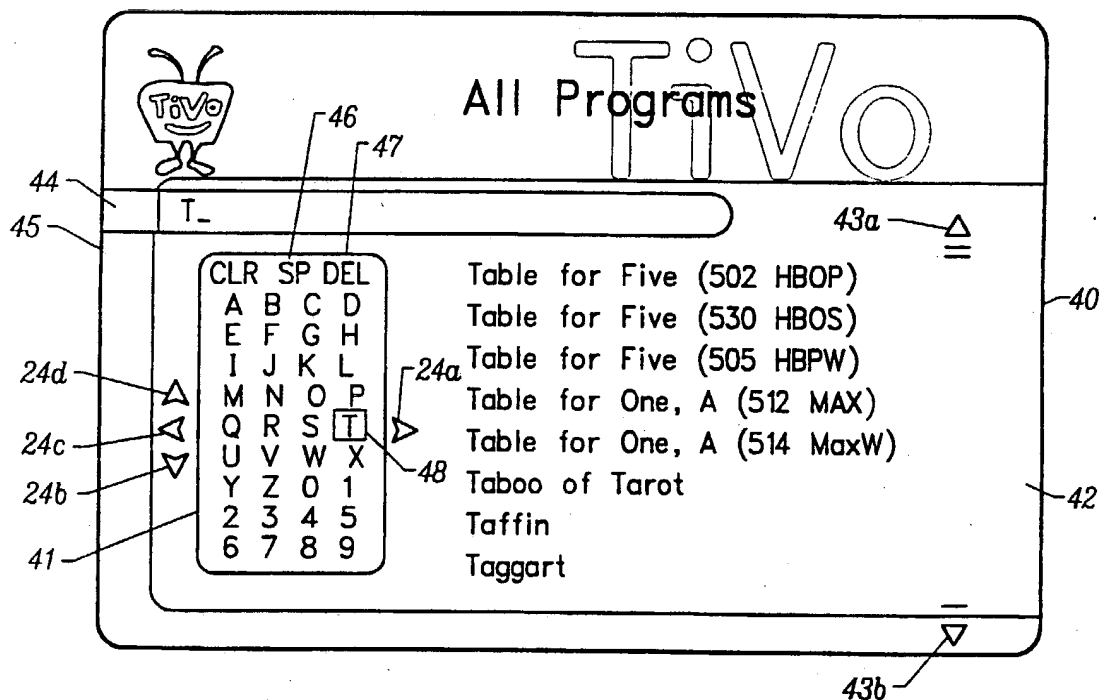 TiVo
TiVo
All Programs
46
47
44
45
T_
43a
CLR SP DEL
A B C D
E F G H
I J K L
M N O P
Q R S T
U V W X
Y Z 0 1
2 3 4 5
6 7 8 9
Table for Five (502 HBOP)
Table for Five (530 HBOS)
Table for Five (505 HBPW)
Table for One, A (512 MAX)
Table for One, A (514 MaxW)
Taboo of Tarot
Taffin
Taggart
40
24d
24a
24c
24b
48
42
41
43b